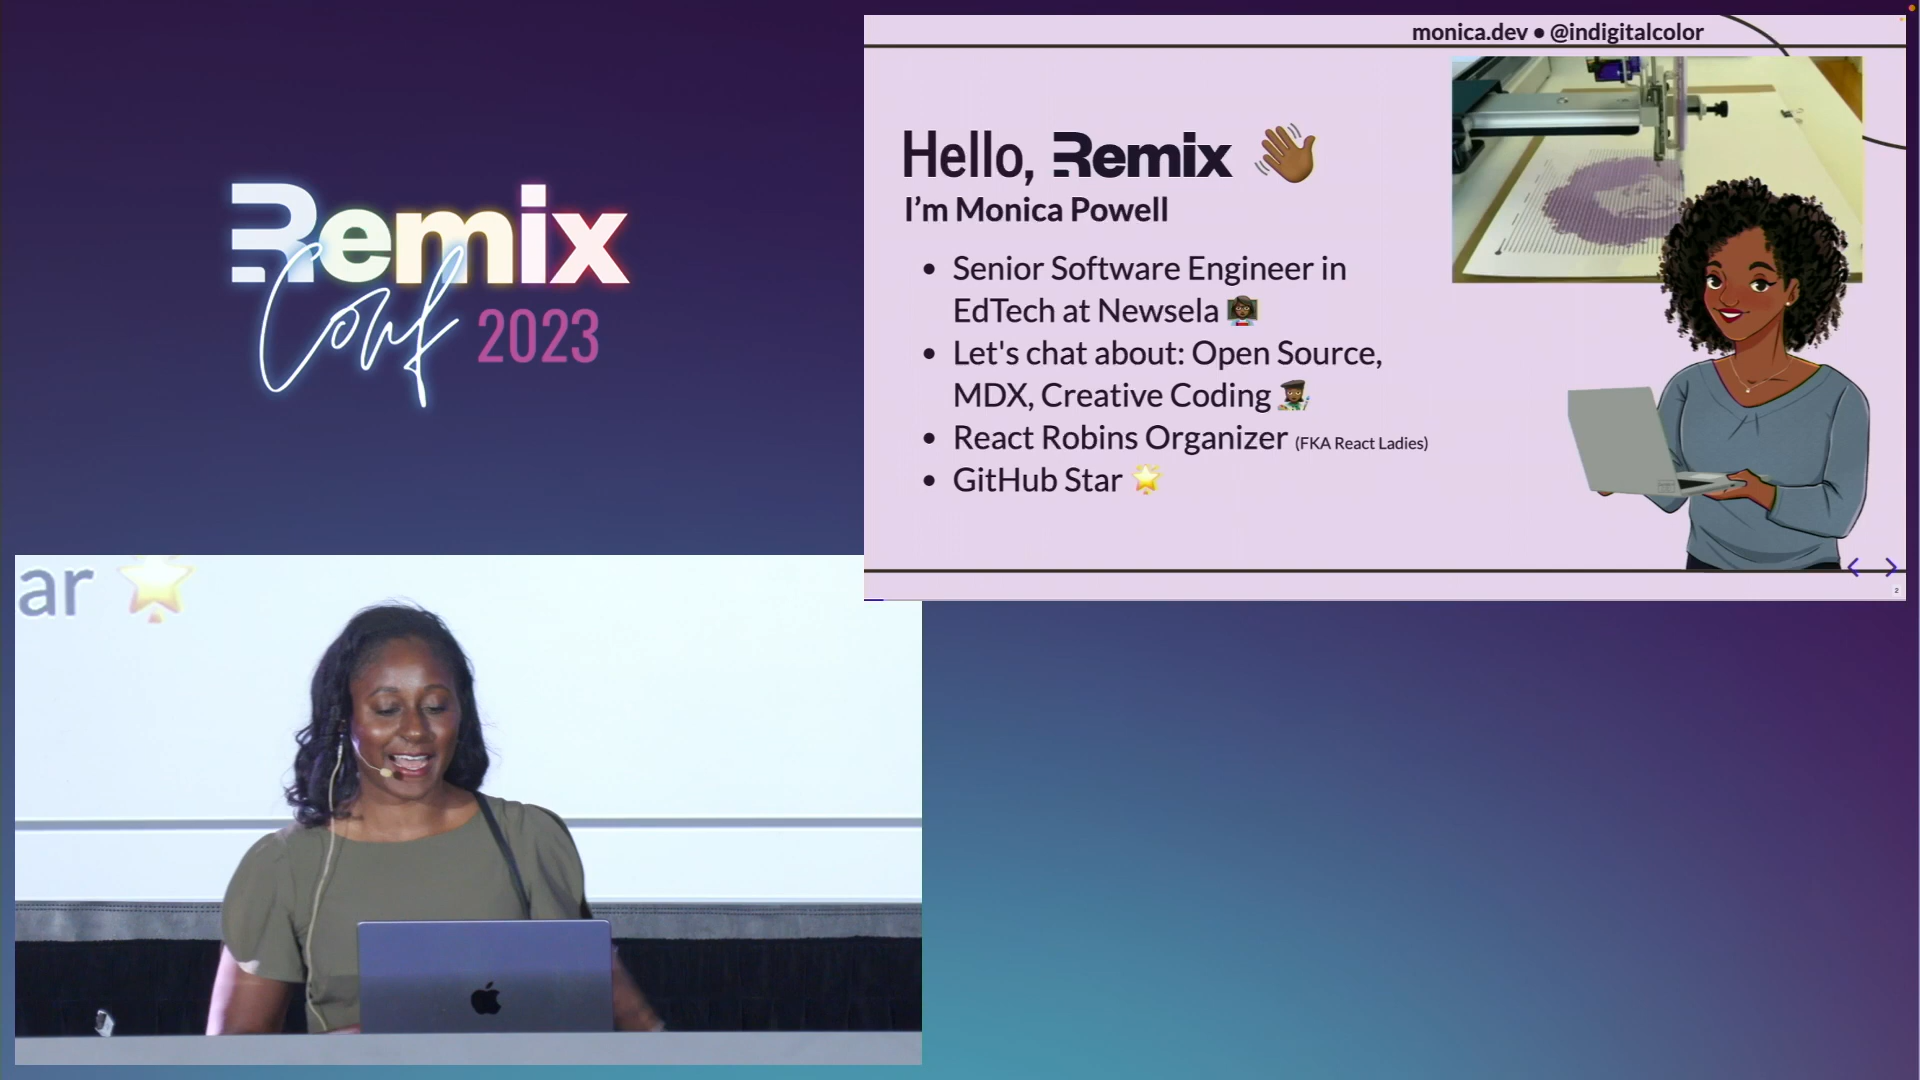 Remix
Conf 2023
monica.dev ● @indigitalcolor
Hello, Remix 👋🏾
I’m Monica Powell
• Senior Software Engineer in
EdTech at Newsela 👩🏾‍🏫
• Let's chat about: Open Source,
MDX, Creative Coding 👩🏾‍🎨
• React Robins Organizer (FKA React Ladies)
• GitHub Star 🌟
2
ar 🌟